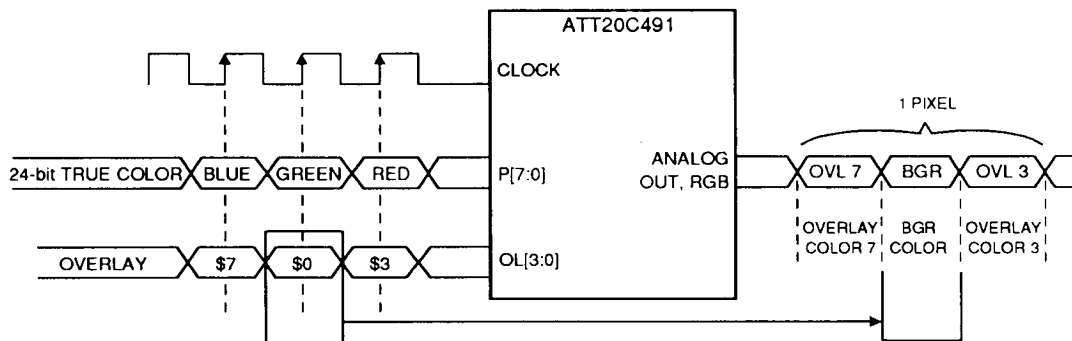 ATT20C491
CLOCK
1 PIXEL
24-bit TRUE COLOR BLUE GREEN RED P[7:0]
ANALOG
OUT, RGB
OVL 7 BGR OVL 3
OVERLAY
COLOR 7
BGR
COLOR
OVERLAY
COLOR 3
OVERLAY $7 $0 $3 OL[3:0]